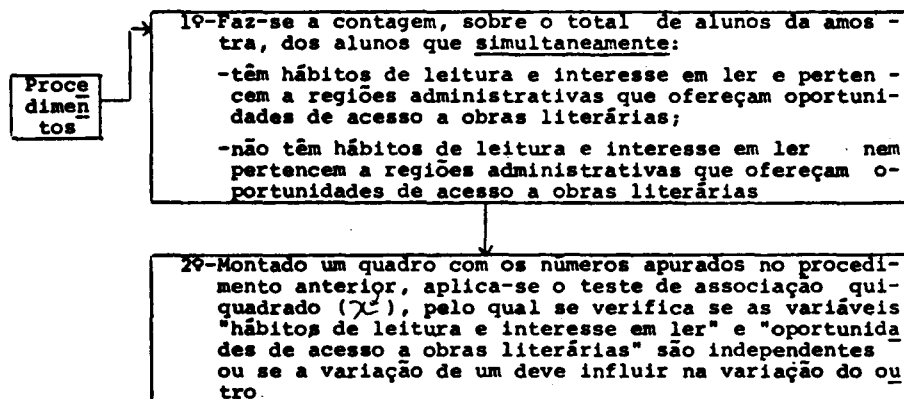 Proce
dimen
tos
1º-Faz-se a contagem, sobre o total de alunos da amos -
tra, dos alunos que simultaneamente:
-têm hábitos de leitura e interesse em ler e perten -
cem a regiões administrativas que ofereçam oportuni-
dades de acesso a obras literárias;
-não têm hábitos de leitura e interesse em ler nem
pertencem a regiões administrativas que ofereçam o-
portunidades de acesso a obras literárias
2º-Montado um quadro com os números apurados no procedi-
mento anterior, aplica-se o teste de associação qui-
quadrado (χ²), pelo qual se verifica se as variáveis
"hábitos de leitura e interesse em ler" e "oportunida
des de acesso a obras literárias" são independentes
ou se a variação de um deve influir na variação do ou
tro